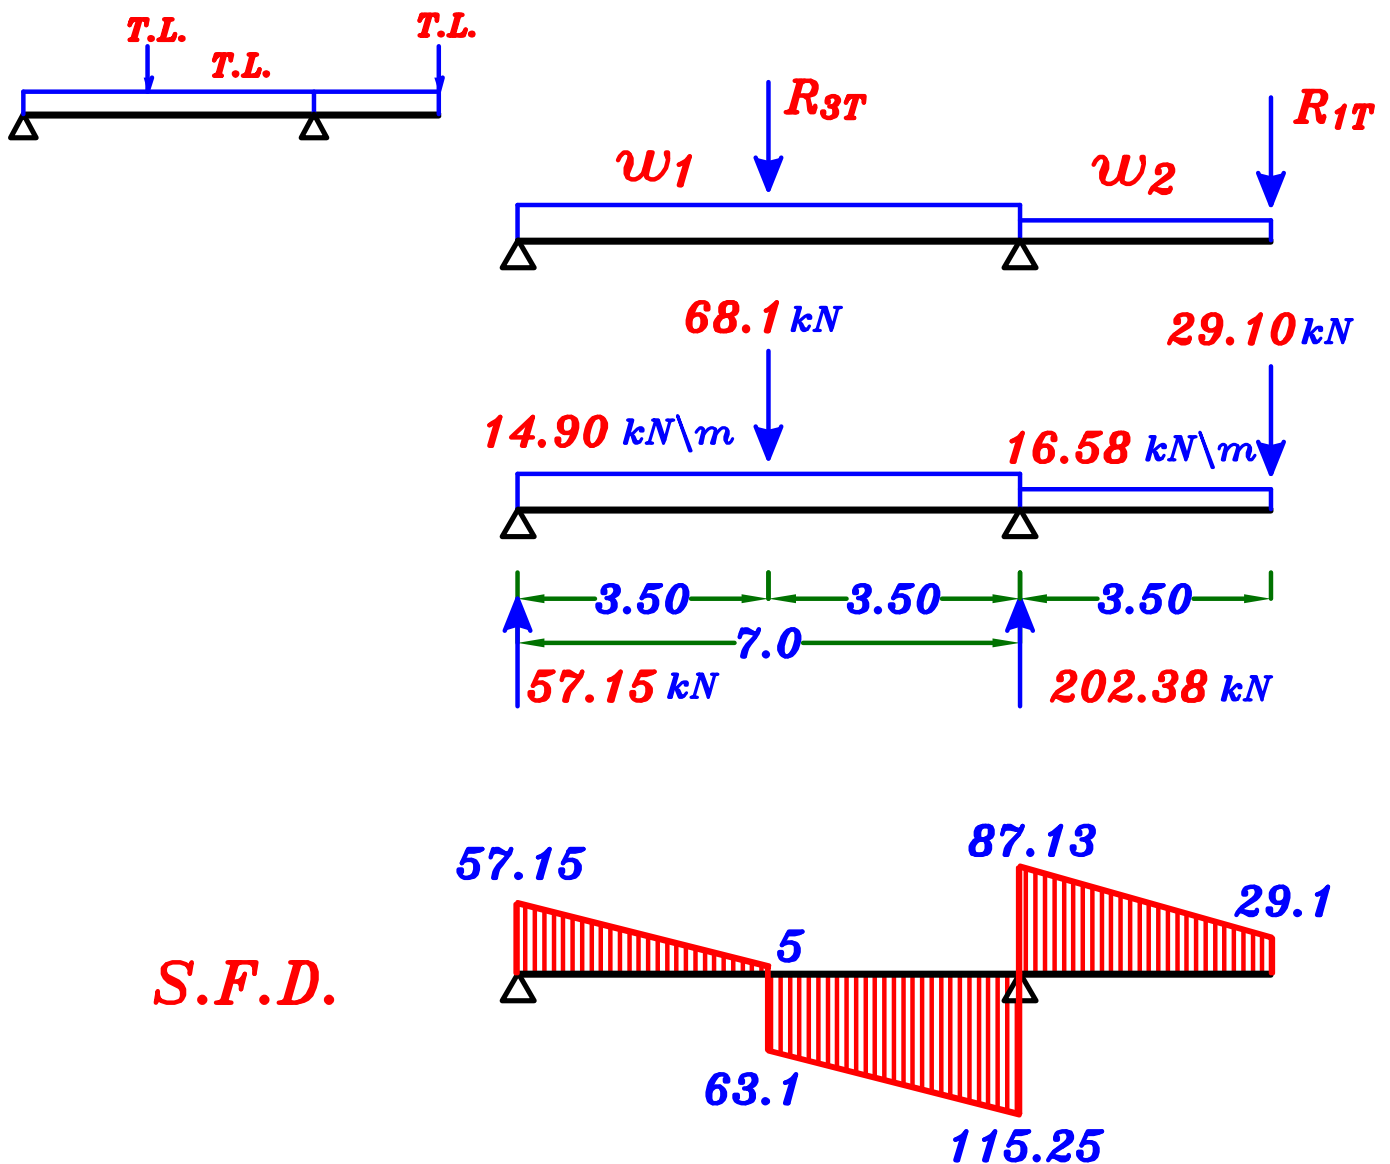 T.L.
T.L.
T.L.
R3T
R1T
w1
w2
68.1 kN
29.10 kN
14.90 kN\m
16.58 kN\m
3.50
3.50
3.50
7.0
57.15 kN
202.38 kN
87.13
57.15
29.1
5
S.F.D.
63.1
115.25